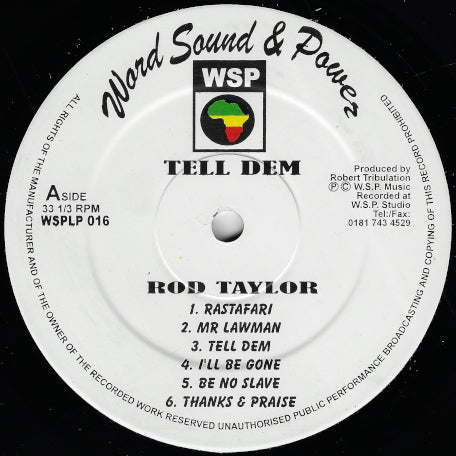 Word Sound & Power
WSP
TELL DEM
A SIDE
33 1/3 RPM
WSPLP 016
Produced by
Robert Tribulation
Ⓟ © W.S.P. Music
Recorded at
W.S.P. Studio
Tel:/Fax:
0181 743 4529
ROD TAYLOR
1. RASTAFARI
2. MR LAWMAN
3. TELL DEM
4. I'LL BE GONE
5. BE NO SLAVE
6. THANKS & PRAISE
ALL RIGHTS OF THE MANUFACTURER AND OF THE OWNER OF THE RECORDED WORK RESERVED UNAUTHORISED PUBLIC PERFORMANCE BROADCASTING AND COPYING OF THIS RECORD PROHIBITED